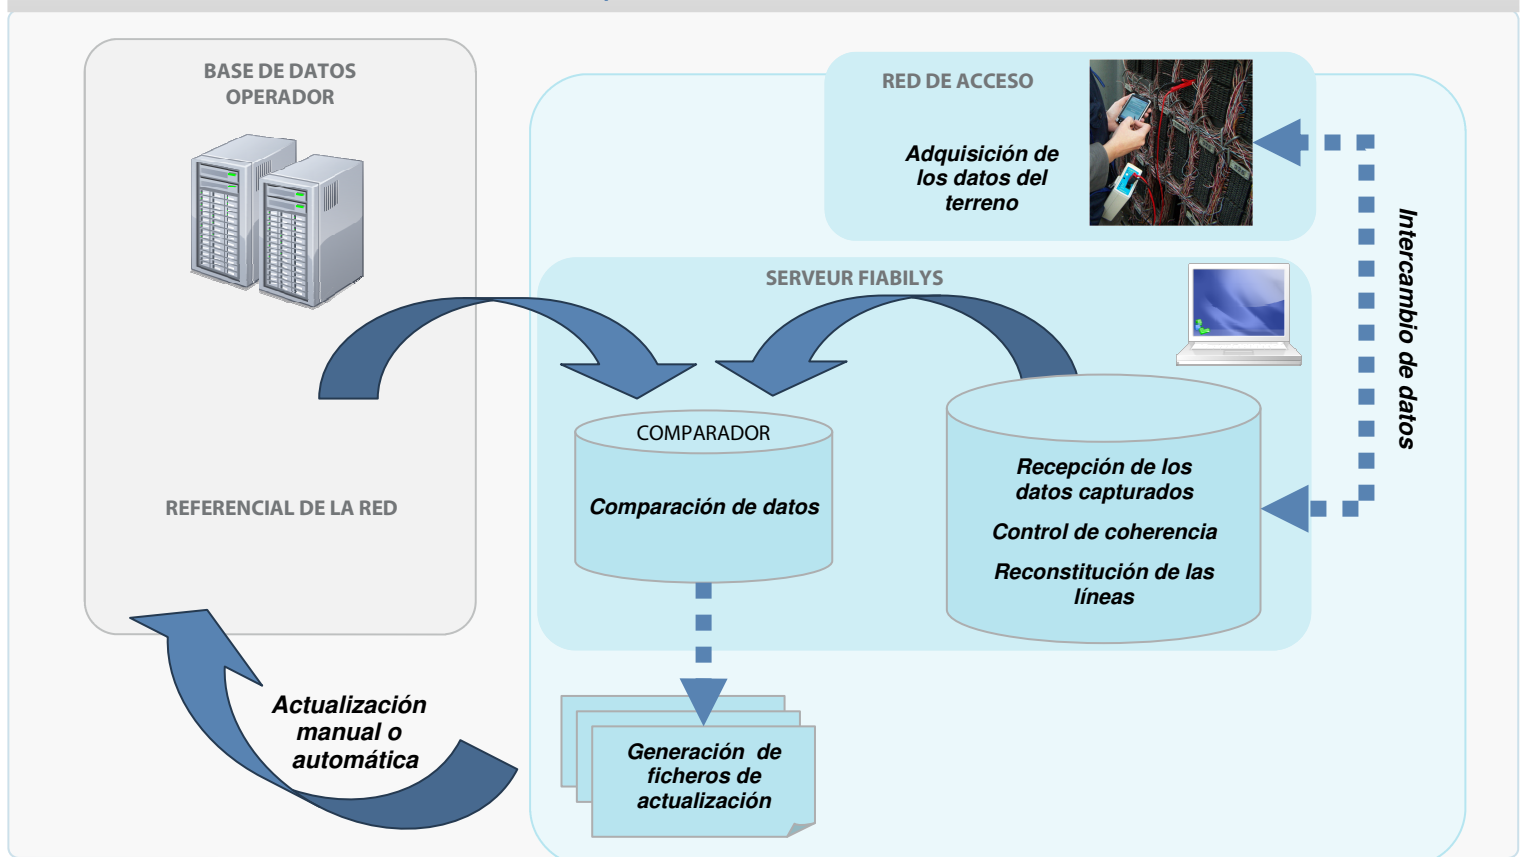 BASE DE DATOS
OPERADOR
REFERENCIAL DE LA RED
RED DE ACCESO
Adquisición de
los datos del
terreno
Intercambio de datos
SERVEUR FIABILYS
COMPARADOR
Comparación de datos
Recepción de los
datos capturados
Control de coherencia
Reconstitución de las
líneas
Generación de
ficheros de
actualización
Actualización
manual o
automática